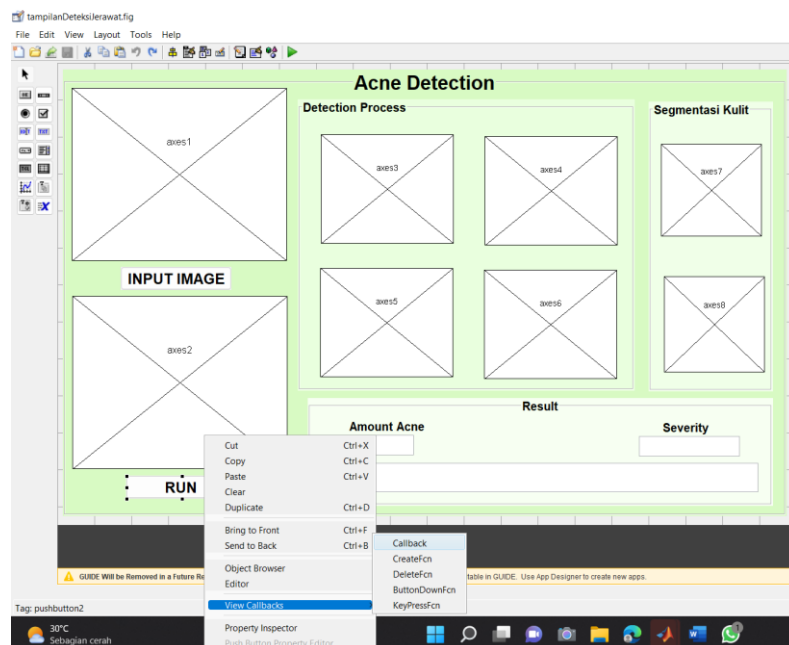 tampilanDeteksiJerawat.fig
File Edit View Layout Tools Help
Acne Detection
axes1
INPUT IMAGE
axes2
RUN
Detection Process
axes3
axes4
axes5
axes6
Segmentasi Kulit
axes7
axes8
Result
Amount Acne
Severity
Cut Ctrl+X
Copy Ctrl+C
Paste Ctrl+V
Clear
Duplicate Ctrl+D
Bring to Front Ctrl+F
Send to Back Ctrl+B
Object Browser
Editor
View Callbacks
Property Inspector
Push Button Property Editor
Callback
CreateFcn
DeleteFcn
ButtonDownFcn
KeyPressFcn
GUIDE Will be Removed in a Future Re
table in GUIDE. Use App Designer to create new apps.
Tag: pushbutton2
30°C
Sebagian cerah